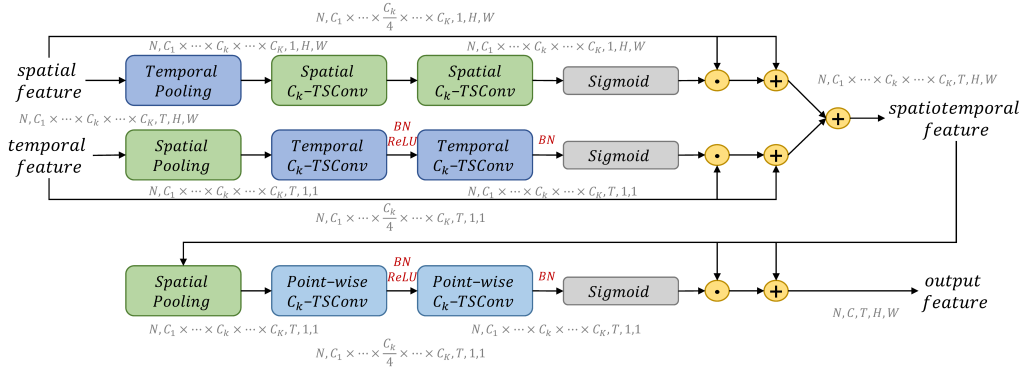 N, C₁ × ⋯ × C_k/4 × ⋯ × C_K, 1, H, W
N, C₁ × ⋯ × C_k × ⋯ × C_K, 1, H, W
N, C₁ × ⋯ × C_k × ⋯ × C_K, 1, H, W
spatial
feature
Temporal
Pooling
Spatial
C_k–TSConv
Spatial
C_k–TSConv
Sigmoid
·
+
N, C₁ × ⋯ × C_k × ⋯ × C_K, T, H, W
N, C₁ × ⋯ × C_k × ⋯ × C_K, T, H, W
+
spatiotemporal
feature
temporal
feature
Spatial
Pooling
Temporal
C_k–TSConv
BN
ReLU
Temporal
C_k–TSConv
BN
Sigmoid
·
+
N, C₁ × ⋯ × C_k × ⋯ × C_K, T, 1,1
N, C₁ × ⋯ × C_k × ⋯ × C_K, T, 1,1
N, C₁ × ⋯ × C_k/4 × ⋯ × C_K, T, 1,1
Spatial
Pooling
Point–wise
C_k–TSConv
BN
ReLU
Point–wise
C_k–TSConv
BN
Sigmoid
·
+
output
feature
N, C, T, H, W
N, C₁ × ⋯ × C_k × ⋯ × C_K, T, 1,1
N, C₁ × ⋯ × C_k × ⋯ × C_K, T, 1,1
N, C₁ × ⋯ × C_k/4 × ⋯ × C_K, T, 1,1